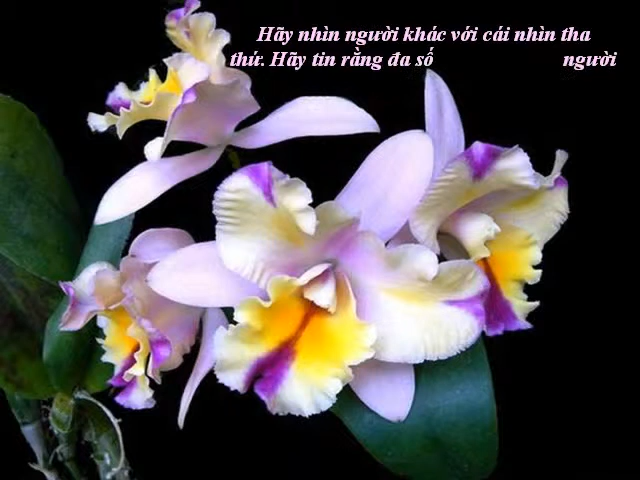 Hãy nhìn người khác với cái nhìn tha
thứ. Hãy tin rằng đa số người